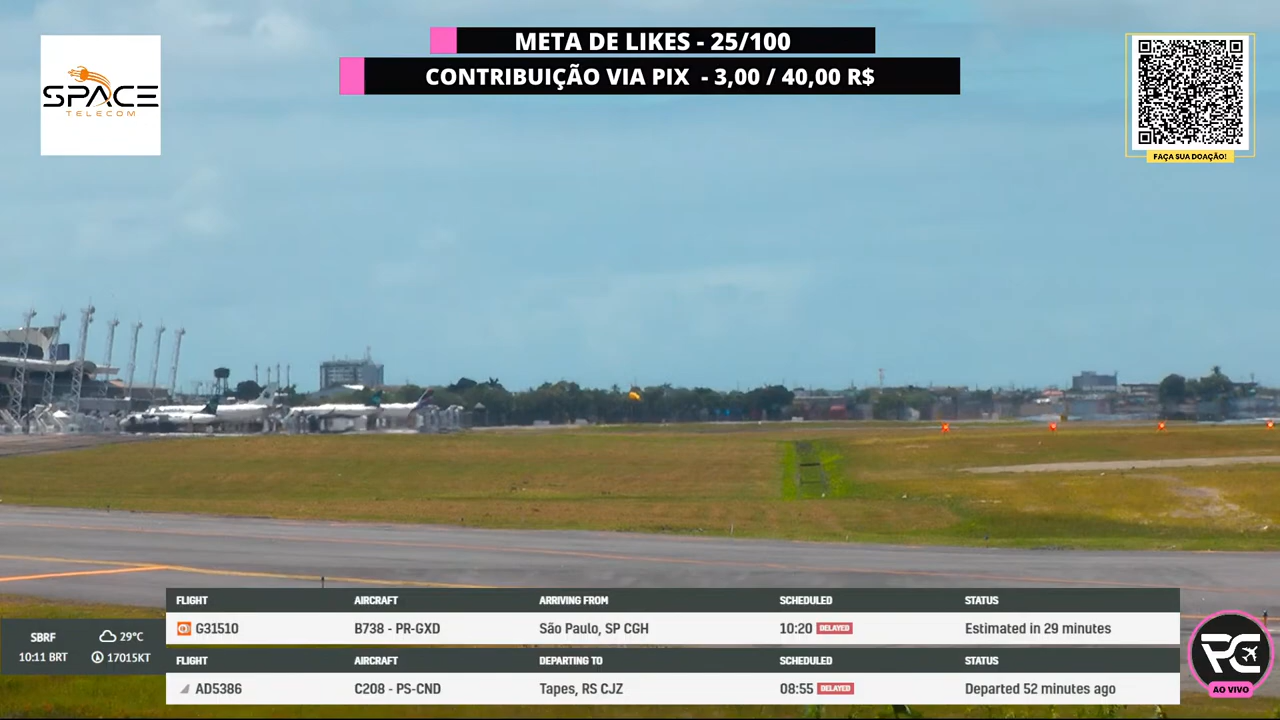 META DE LIKES - 25/100
CONTRIBUIÇÃO VIA PIX - 3,00 / 40,00 R$
SPACE
TELECOM
FAÇA SUA DOAÇÃO!
FLIGHT AIRCRAFT ARRIVING FROM SCHEDULED STATUS
G31510 B738 - PR-GXD São Paulo, SP CGH 10:20 DELAYED Estimated in 29 minutes
FLIGHT AIRCRAFT DEPARTING TO SCHEDULED STATUS
AD5386 C208 - PS-CND Tapes, RS CJZ 08:55 DELAYED Departed 52 minutes ago
SBRF 29°C
10:11 BRT 17015KT
PC
AO VIVO